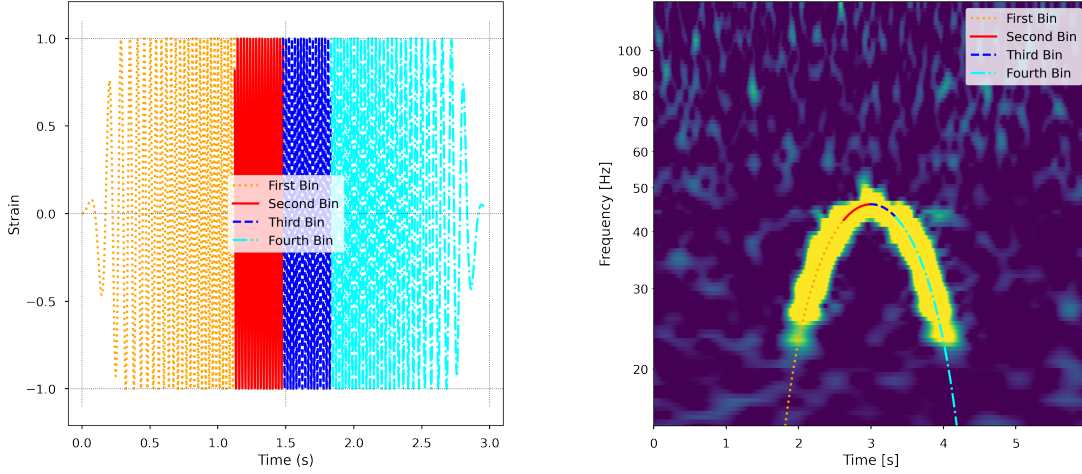 1.0
0.5
0.0
−0.5
−1.0
Strain
0.0 0.5 1.0 1.5 2.0 2.5 3.0
Time (s)
First Bin
Second Bin
Third Bin
Fourth Bin
100
90
80
70
60
50
40
30
20
Frequency [Hz]
0 1 2 3 4 5
Time [s]
First Bin
Second Bin
Third Bin
Fourth Bin